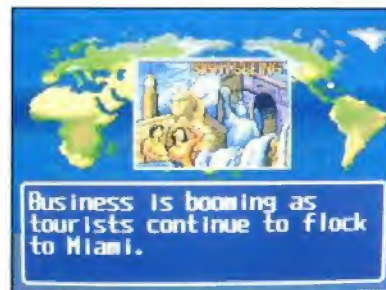 SIGHTSEEING
Business is booming as
tourists continue to flock
to Miami.